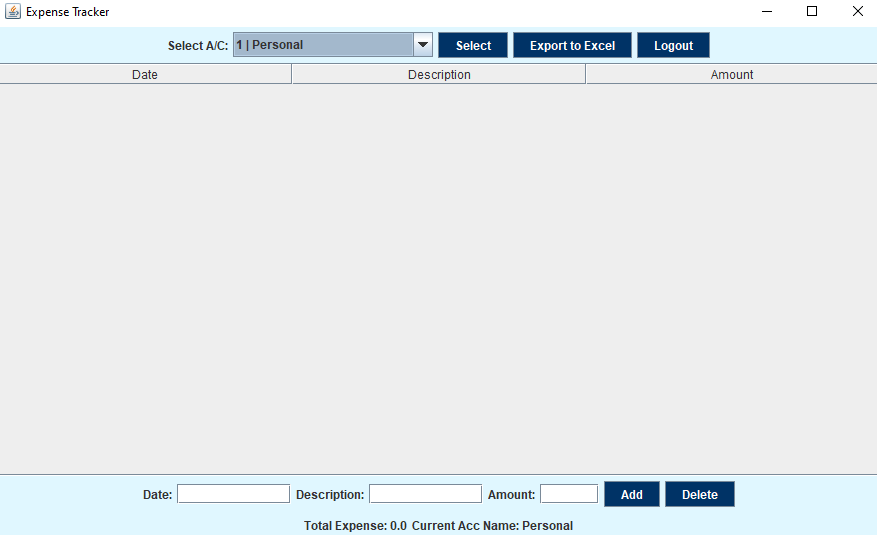 Expense Tracker
Select A/C: 1 | Personal Select Export to Excel Logout
Date Description Amount
Date: Description: Amount: Add Delete
Total Expense: 0.0 Current Acc Name: Personal